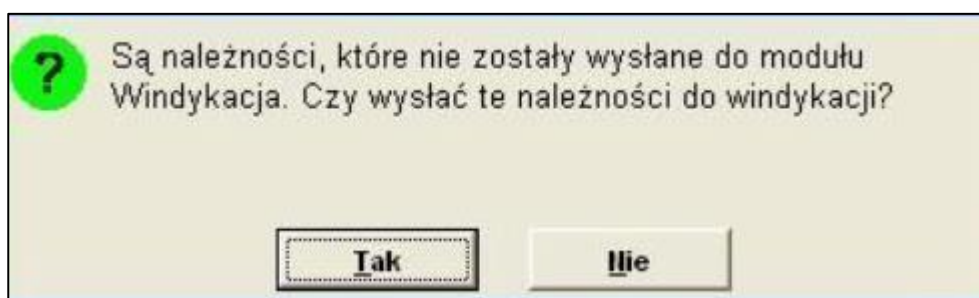 ?
Są należności, które nie zostały wysłane do modułu
Windykacja. Czy wysłać te należności do windykacji?
Tak Nie